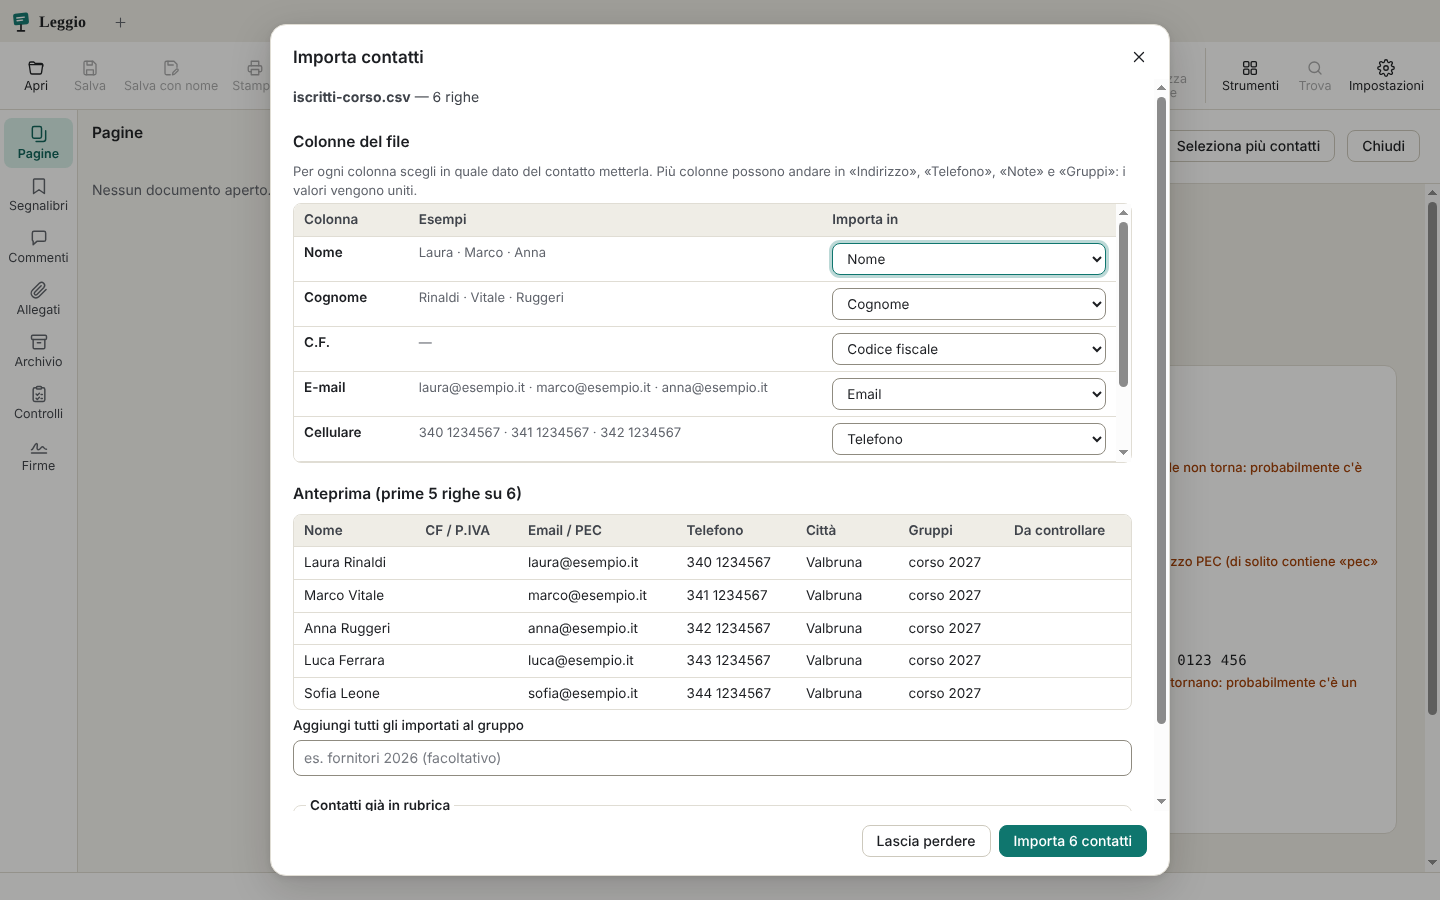 Leggio
Apri
Salva
Salva con nome
Stamp
Strumenti
Trova
Impostazioni
Pagine
Segnalibri
Commenti
Allegati
Archivio
Controlli
Firme
Pagine
Nessun documento aperto.
Seleziona più contatti
Chiudi
Importa contatti
iscritti-corso.csv — 6 righe
Colonne del file
Per ogni colonna scegli in quale dato del contatto metterla. Più colonne possono andare in «Indirizzo», «Telefono», «Note» e «Gruppi»: i
valori vengono uniti.
Colonna Esempi Importa in
Nome Laura · Marco · Anna Nome
Cognome Rinaldi · Vitale · Ruggeri Cognome
C.F. — Codice fiscale
E-mail laura@esempio.it · marco@esempio.it · anna@esempio.it Email
Cellulare 340 1234567 · 341 1234567 · 342 1234567 Telefono
Anteprima (prime 5 righe su 6)
Nome CF / P.IVA Email / PEC Telefono Città Gruppi Da controllare
Laura Rinaldi laura@esempio.it 340 1234567 Valbruna corso 2027
Marco Vitale marco@esempio.it 341 1234567 Valbruna corso 2027
Anna Ruggeri anna@esempio.it 342 1234567 Valbruna corso 2027
Luca Ferrara luca@esempio.it 343 1234567 Valbruna corso 2027
Sofia Leone sofia@esempio.it 344 1234567 Valbruna corso 2027
Aggiungi tutti gli importati al gruppo
es. fornitori 2026 (facoltativo)
Contatti già in rubrica
Lascia perdere
Importa 6 contatti
non torna: probabilmente c'è
PEC (di solito contiene «pec»
0123 456
tornano: probabilmente c'è un